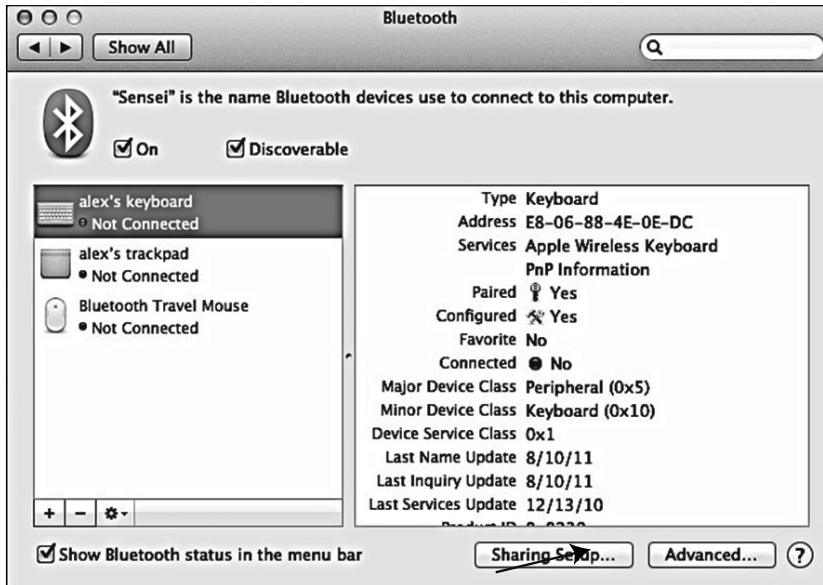 Bluetooth
Show All
“Sensei” is the name Bluetooth devices use to connect to this computer.
On
Discoverable
alex's keyboard
Not Connected
alex's trackpad
Not Connected
Bluetooth Travel Mouse
Not Connected
Type Keyboard
Address E8-06-88-4E-0E-DC
Services Apple Wireless Keyboard
PnP Information
Paired Yes
Configured Yes
Favorite No
Connected No
Major Device Class Peripheral (0x5)
Minor Device Class Keyboard (0x10)
Device Service Class 0x1
Last Name Update 8/10/11
Last Inquiry Update 8/10/11
Last Services Update 12/13/10
Show Bluetooth status in the menu bar
Sharing Setup...
Advanced...
?